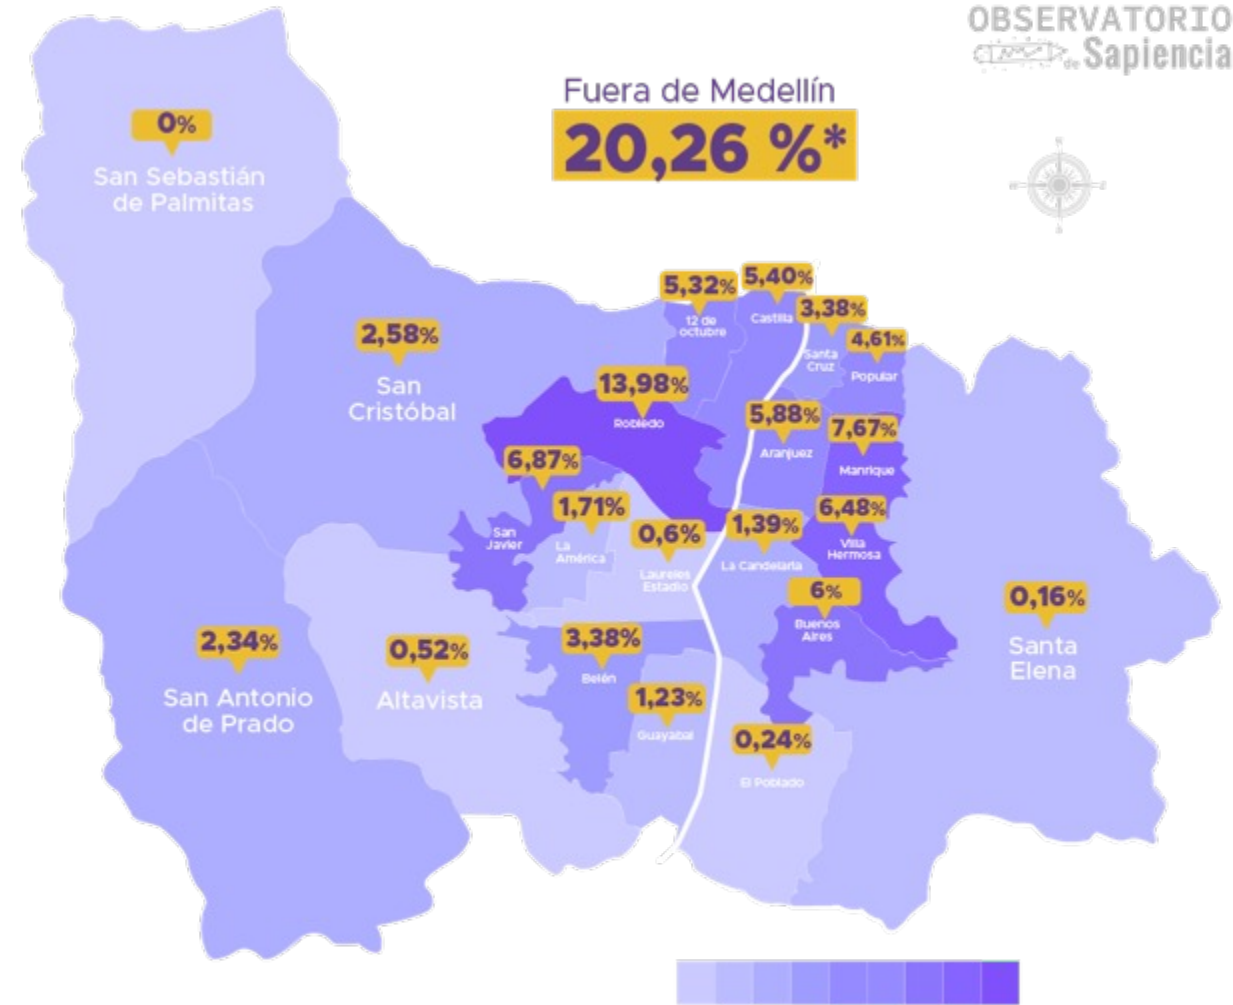 OBSERVATORIO
de Sapiencia
Fuera de Medellín
20,26 %*
0%
San Sebastián
de Palmitas
5,32%
12 de
octubre
5,40%
Castilla
3,38%
Santa
Cruz
4,61%
Popular
2,58%
San
Cristóbal
13,98%
Robledo
5,88%
Aranjuez
7,67%
Manrique
6,87%
San
Javier
1,71%
La
América
0,6%
Laureles
Estadio
1,39%
La Candelaria
6,48%
Villa
Hermosa
6%
Buenos
Aires
0,16%
Santa
Elena
2,34%
San Antonio
de Prado
0,52%
Altavista
3,38%
Belén
1,23%
Guayabal
0,24%
El Poblado